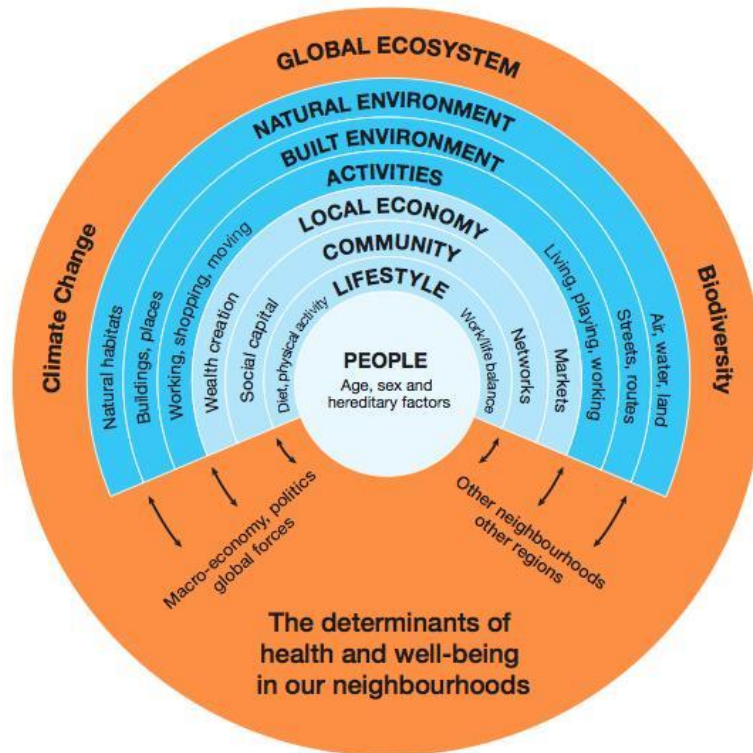 GLOBAL ECOSYSTEM
NATURAL ENVIRONMENT
BUILT ENVIRONMENT
ACTIVITIES
LOCAL ECONOMY
COMMUNITY
LIFESTYLE
Climate Change
Natural habitats
Buildings, places
Working, shopping, moving
Wealth creation
Social capital
Diet, physical activity
PEOPLE
Age, sex and
hereditary factors
Work/life balance
Networks
Markets
Living, playing, working
Streets, routes
Air, water, land
Biodiversity
Macro-economy, politics
global forces
Other neighbourhoods
other regions
The determinants of
health and well-being
in our neighbourhoods